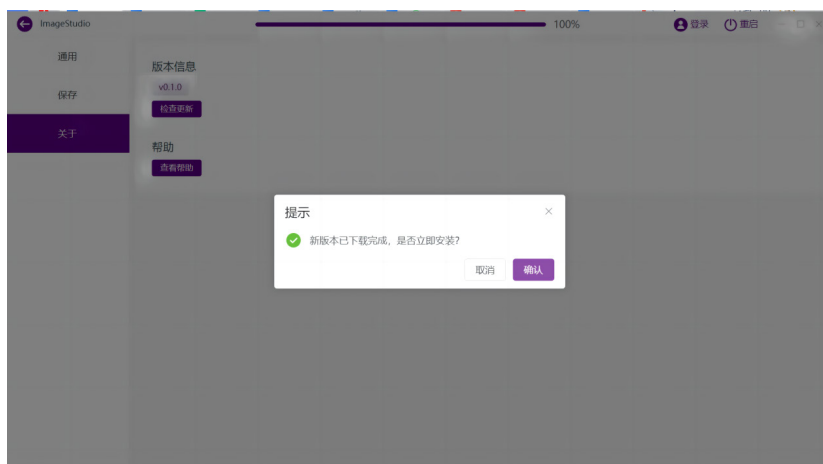 ImageStudio
100%
登录
重启
通用
保存
关于
版本信息
v0.1.0
检查更新
帮助
查看帮助
提示
新版本已下载完成，是否立即安装?
取消
确认